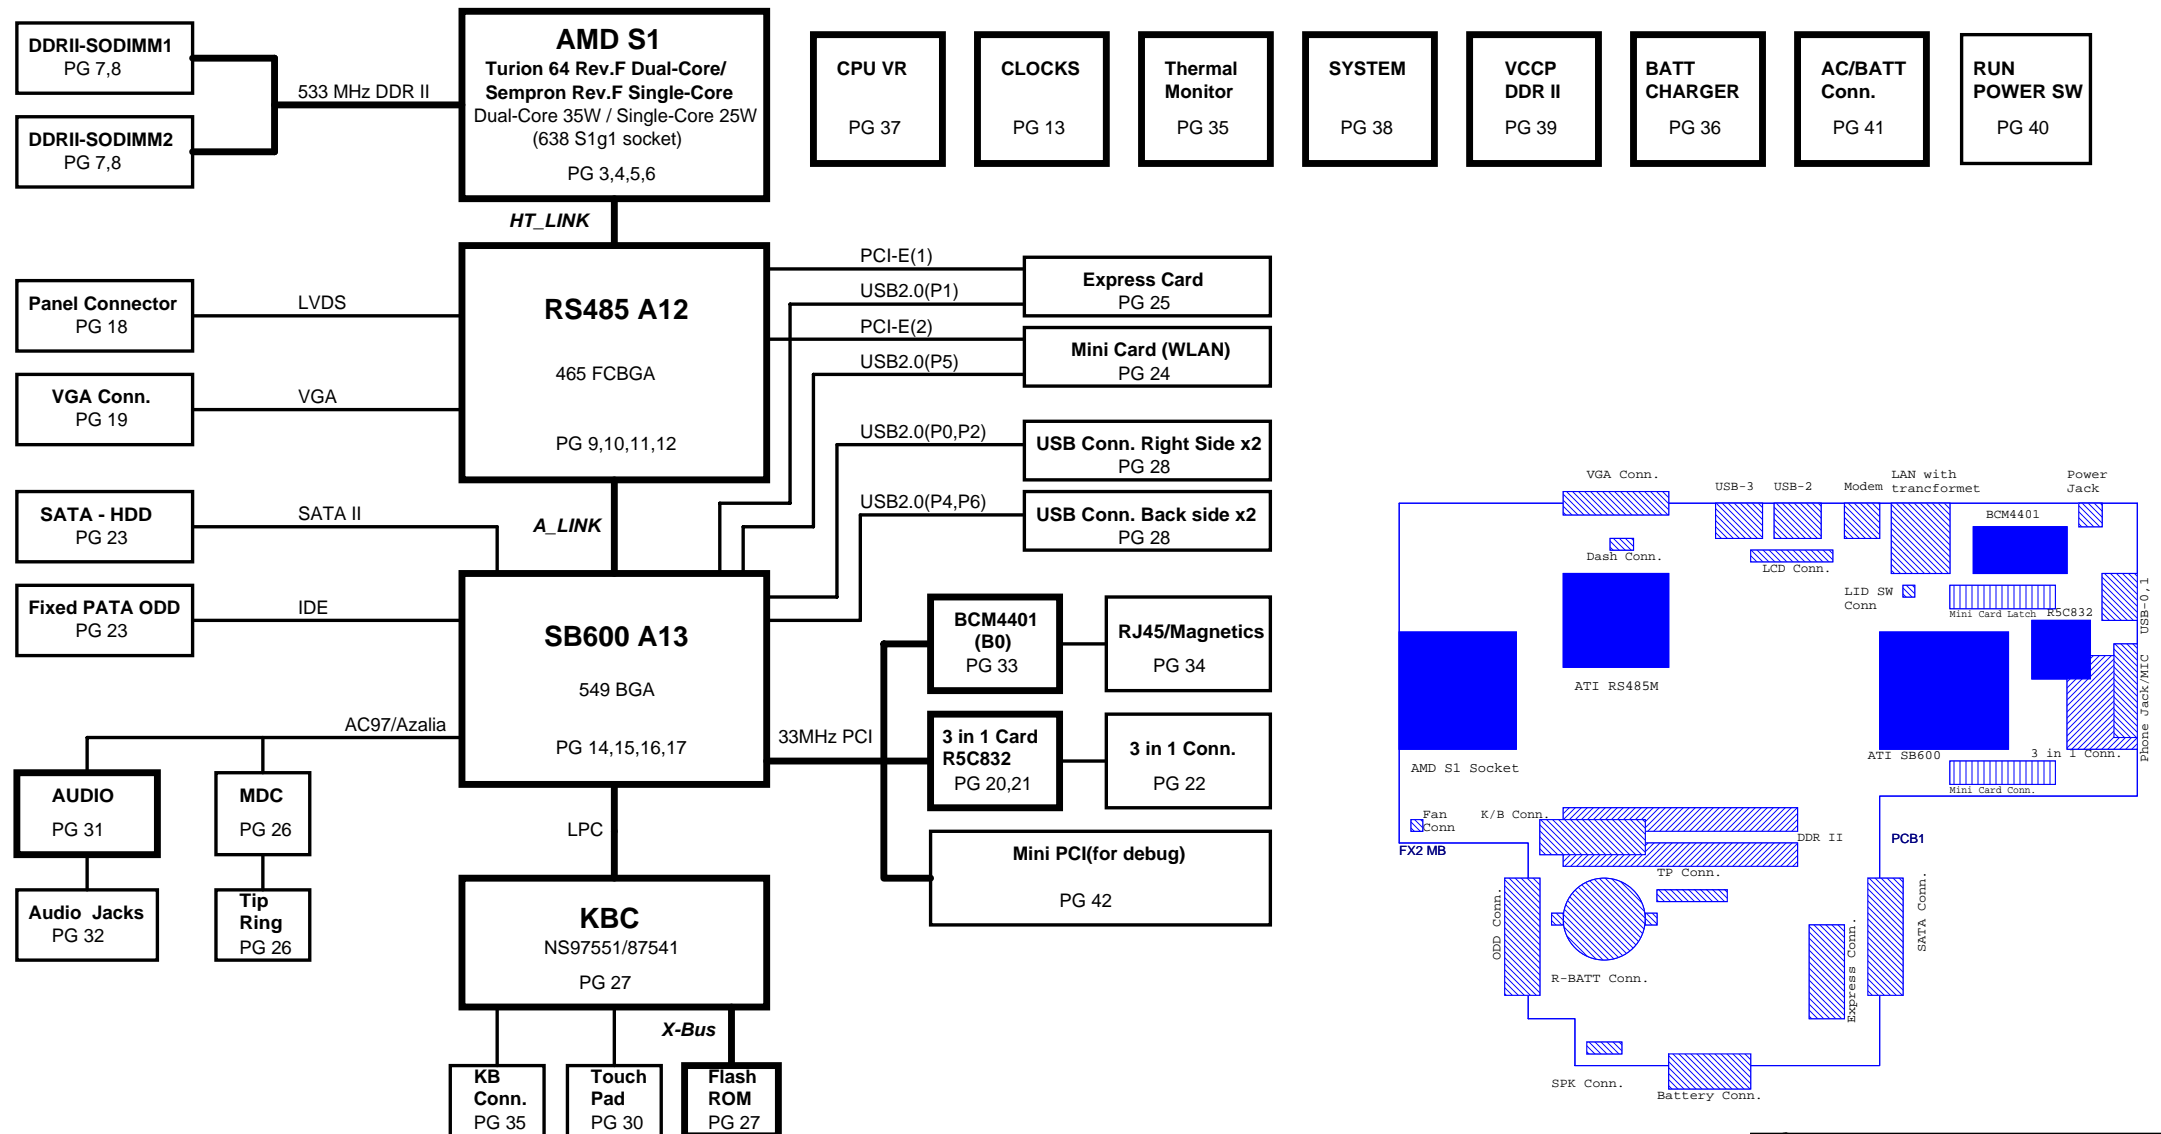 DDRII-SODIMM1
PG 7,8
DDRII-SODIMM2
PG 7,8
533 MHz DDR II
AMD S1
Turion 64 Rev.F Dual-Core/
Sempron Rev.F Single-Core
Dual-Core 35W / Single-Core 25W
(638 S1g1 socket)
PG 3,4,5,6
CPU VR
PG 37
CLOCKS
PG 13
Thermal
Monitor
PG 35
SYSTEM
PG 38
VCCP
DDR II
PG 39
BATT
CHARGER
PG 36
AC/BATT
Conn.
PG 41
RUN
POWER SW
PG 40
HT_LINK
Panel Connector
PG 18
LVDS
VGA Conn.
PG 19
VGA
RS485 A12
465 FCBGA
PG 9,10,11,12
PCI-E(1)
USB2.0(P1)
Express Card
PG 25
PCI-E(2)
USB2.0(P5)
Mini Card (WLAN)
PG 24
USB2.0(P0,P2)
USB Conn. Right Side x2
PG 28
USB2.0(P4,P6)
USB Conn. Back side x2
PG 28
A_LINK
SATA - HDD
PG 23
SATA II
Fixed PATA ODD
PG 23
IDE
SB600 A13
549 BGA
PG 14,15,16,17
AC97/Azalia
33MHz PCI
BCM4401
(B0)
PG 33
RJ45/Magnetics
PG 34
3 in 1 Card
R5C832
PG 20,21
3 in 1 Conn.
PG 22
Mini PCI(for debug)
PG 42
AUDIO
PG 31
MDC
PG 26
Audio  Jacks
PG 32
Tip
Ring
PG 26
LPC
KBC
NS97551/87541
PG 27
X-Bus
KB
Conn.
PG 35
Touch
Pad
PG 30
Flash
ROM
PG 27
VGA Conn.
USB-3
USB-2
Modem
LAN with
trancformet
Power
Jack
BCM4401
Dash Conn.
LCD Conn.
LID SW
Conn
Mini Card Latch
R5C832
USB-0,1
ATI RS485M
AMD S1 Socket
ATI SB600
3 in 1 Conn.
Phone Jack/MIC
Mini Card Conn.
Fan
Conn
K/B Conn.
DDR II
FX2 MB
PCB1
TP Conn.
ODD Conn.
R-BATT Conn.
Express Conn.
SATA Conn.
SPK Conn.
Battery Conn.